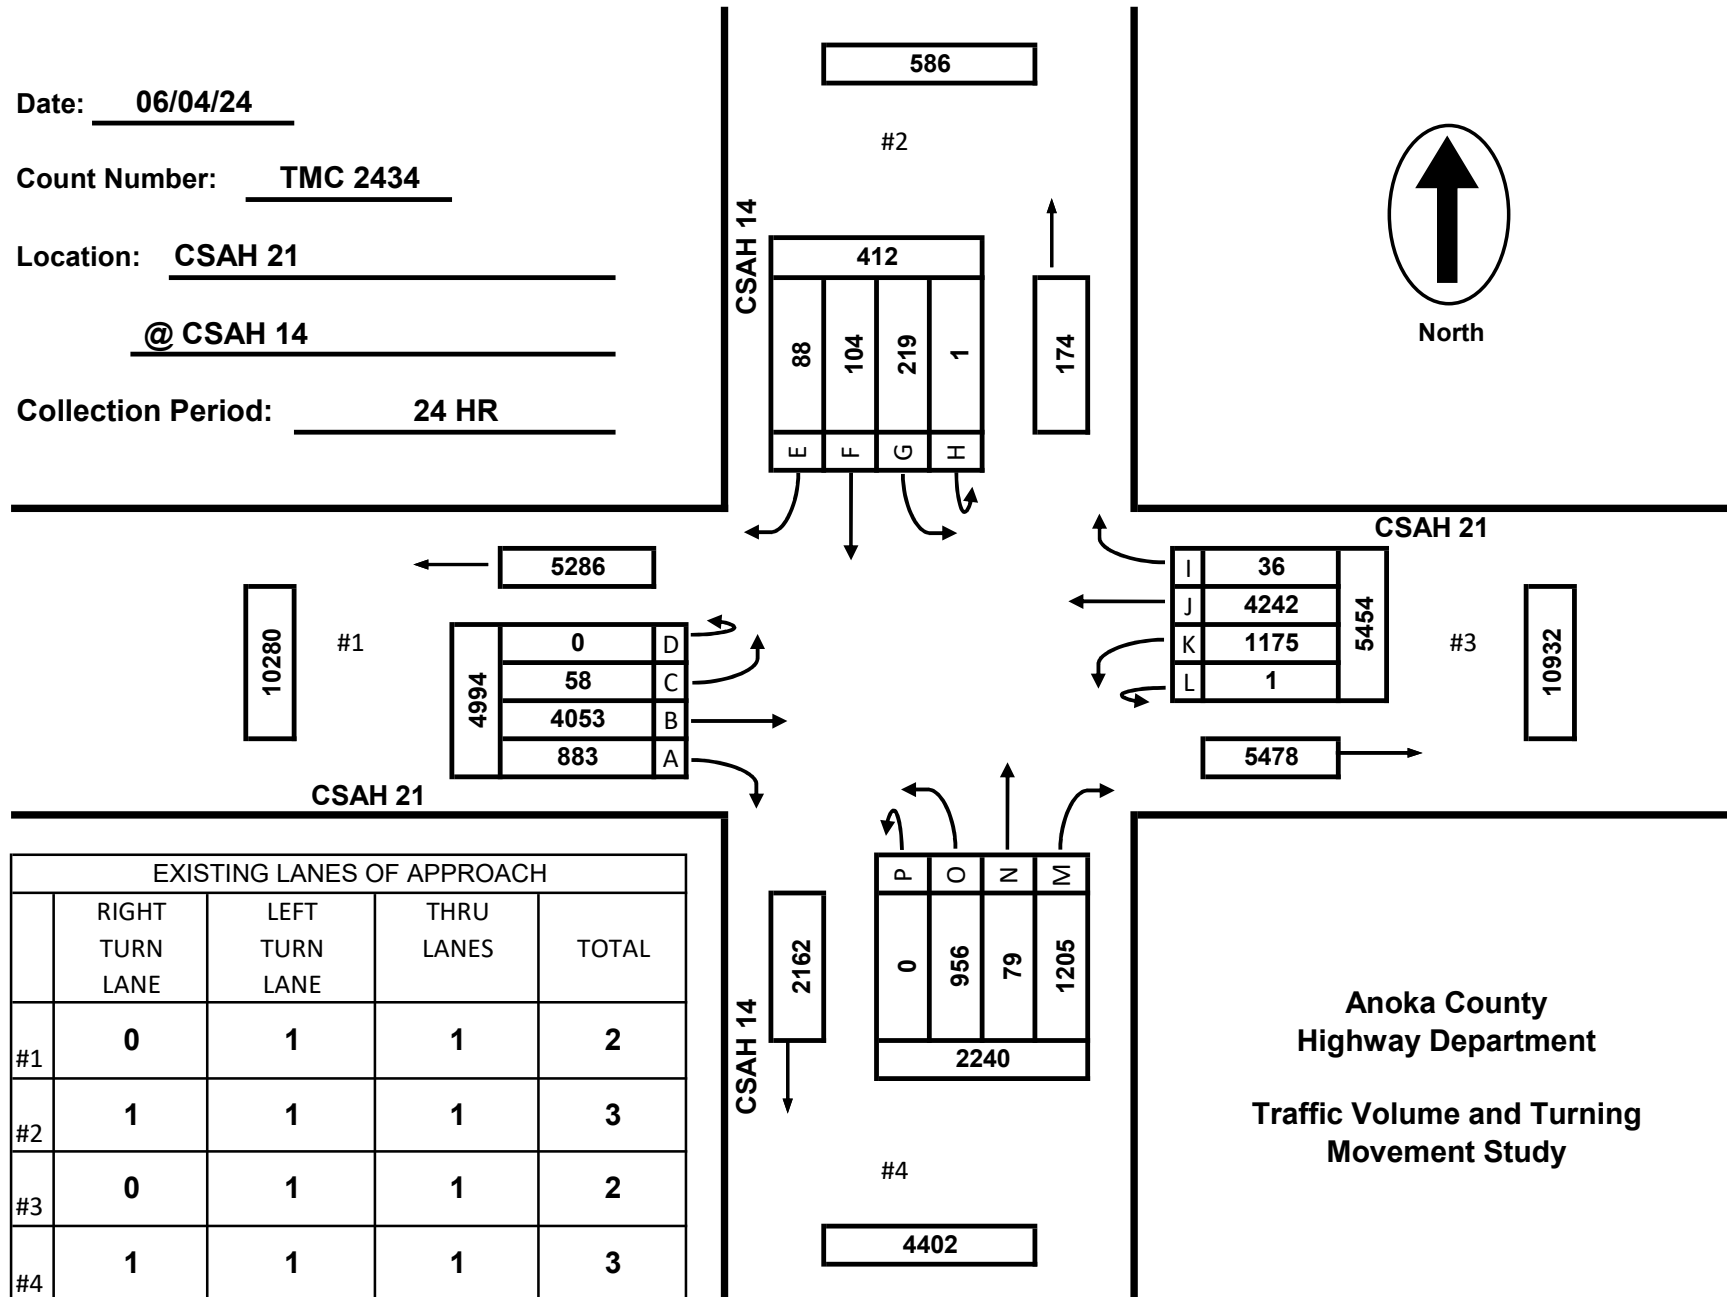 Date: 06/04/24
Count Number: TMC 2434
Location: CSAH 21
@ CSAH 14
Collection Period: 24 HR
586
#2
CSAH 14
412
88 104 219 1
E F G H
174
North
CSAH 21
5286
10280
#1
4994
0 D
58 C
4053 B
883 A
CSAH 21
I 36
J 4242
K 1175
L 1
5454
#3
10932
5478
P O N M
0 956 79 1205
2240
2162
CSAH 14
#4
4402
EXISTING LANES OF APPROACH
RIGHT TURN LANE LEFT TURN LANE THRU LANES TOTAL
#1 0 1 1 2
#2 1 1 1 3
#3 0 1 1 2
#4 1 1 1 3
Anoka County
Highway Department
Traffic Volume and Turning
Movement Study